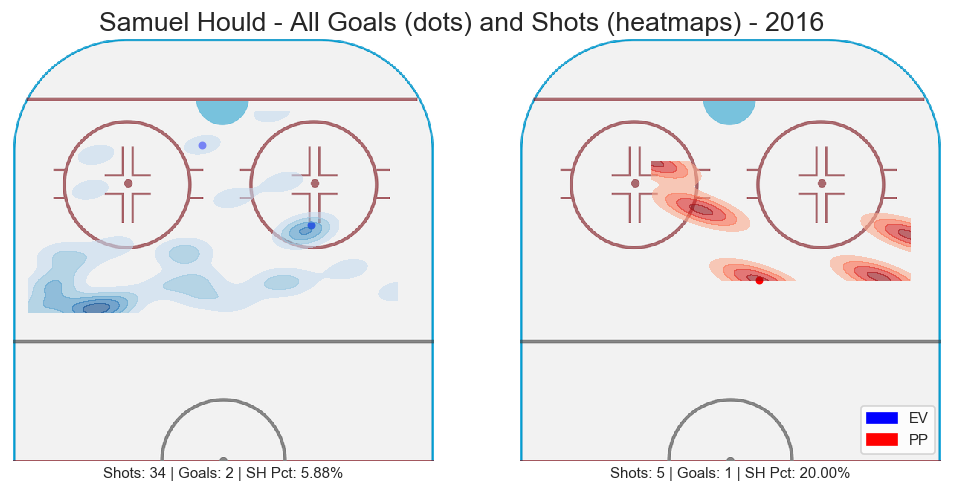 Samuel Hould - All Goals (dots) and Shots (heatmaps) - 2016
EV
PP
Shots: 34 | Goals: 2 | SH Pct: 5.88%
Shots: 5 | Goals: 1 | SH Pct: 20.00%